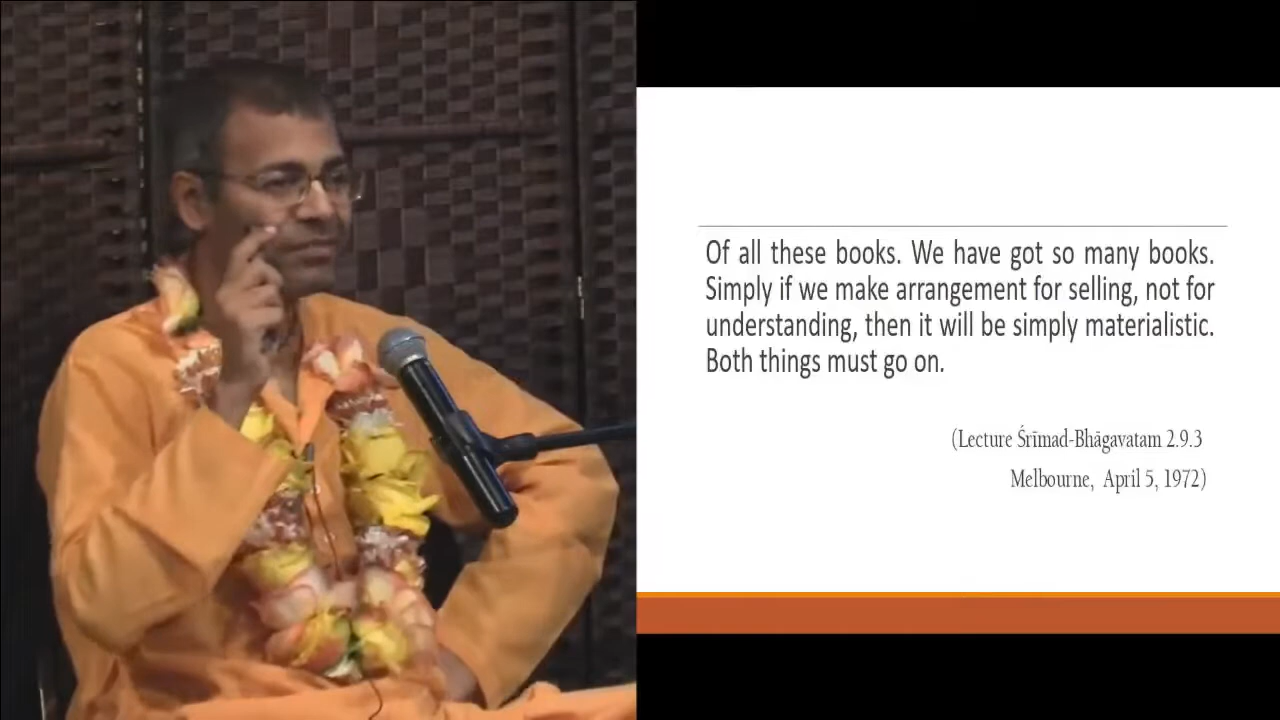 Of all these books. We have got so many books.
Simply if we make arrangement for selling, not for
understanding, then it will be simply materialistic.
Both things must go on.
(Lecture Śrīmad-Bhāgavatam 2.9.3
Melbourne, April 5, 1972)